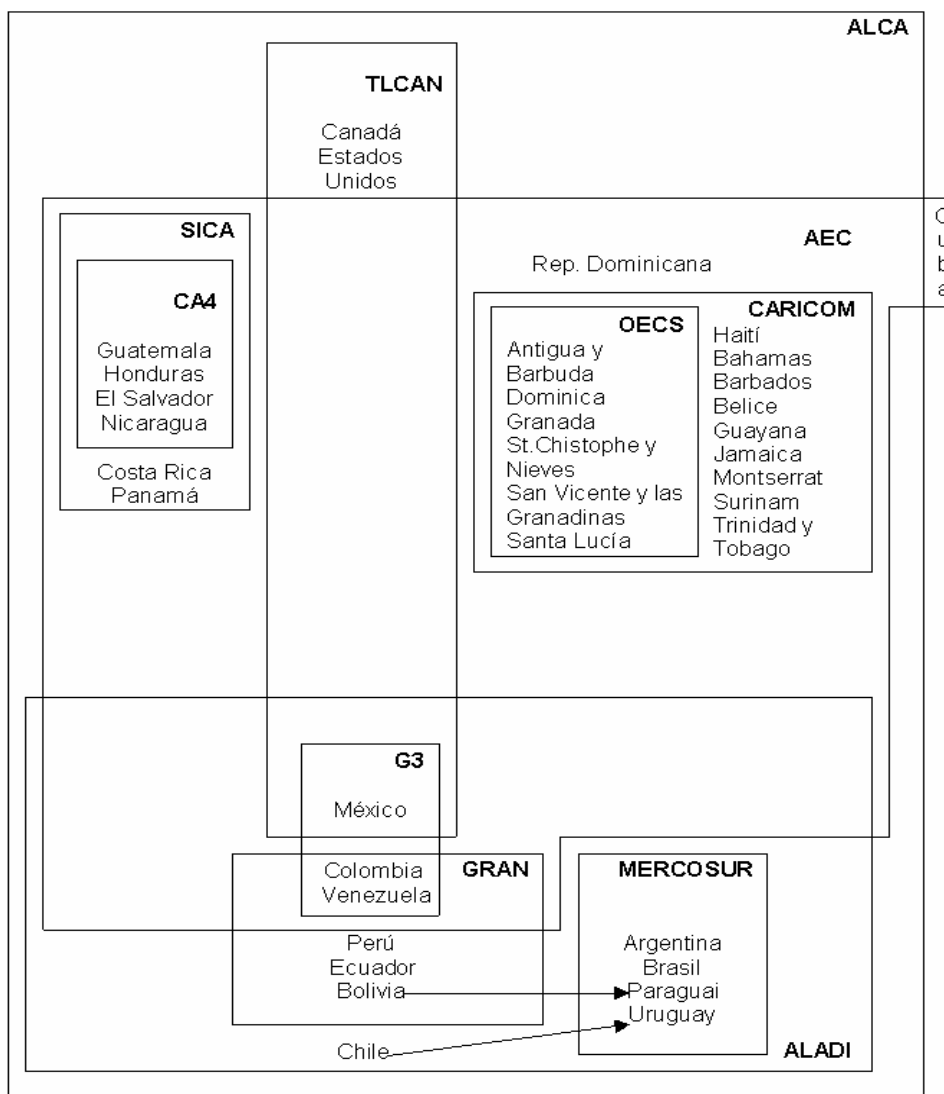 ALCA
TLCAN
Canadá
Estados
Unidos
SICA
CA4
Guatemala
Honduras
El Salvador
Nicaragua
Costa Rica
Panamá
AEC
Rep. Dominicana
CARICOM
OECS
Antigua y
Barbuda
Dominica
Granada
St.Chistophe y
Nieves
San Vicente y las
Granadinas
Santa Lucía
Haití
Bahamas
Barbados
Belice
Guayana
Jamaica
Montserrat
Surinam
Trinidad y
Tobago
G3
México
Colombia
Venezuela
GRAN
Perú
Ecuador
Bolivia
MERCOSUR
Argentina
Brasil
Paraguai
Uruguay
Chile
ALADI